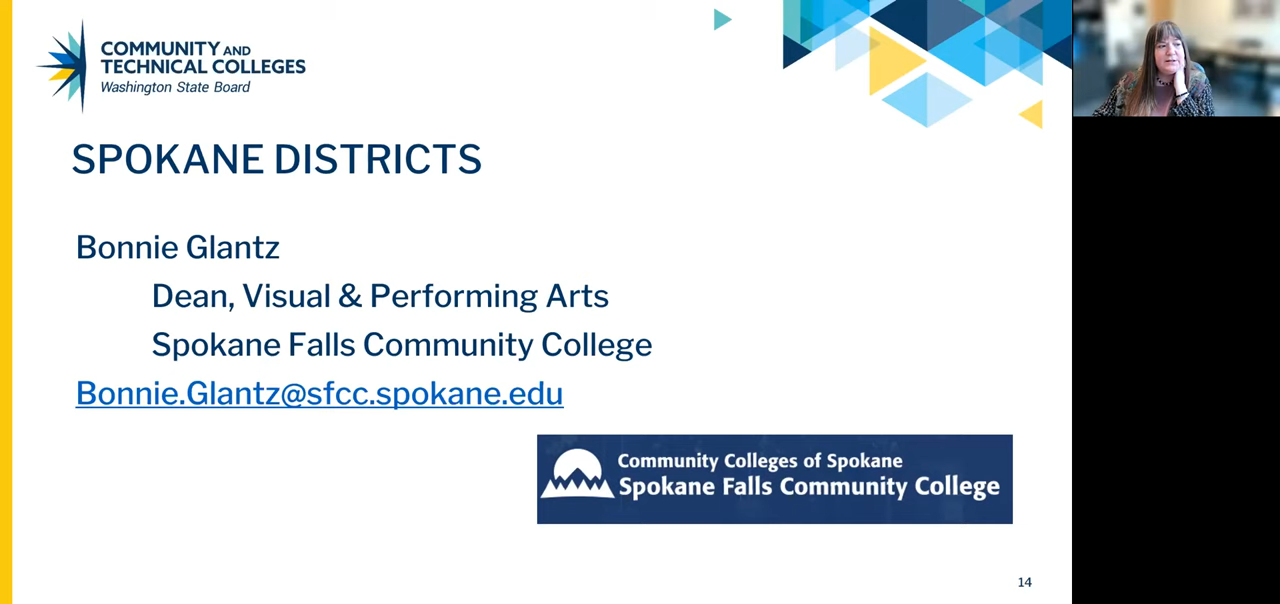 COMMUNITY AND
TECHNICAL COLLEGES
Washington State Board
SPOKANE DISTRICTS
Bonnie Glantz
Dean, Visual & Performing Arts
Spokane Falls Community College
Bonnie.Glantz@sfcc.spokane.edu
Community Colleges of Spokane
Spokane Falls Community College
14